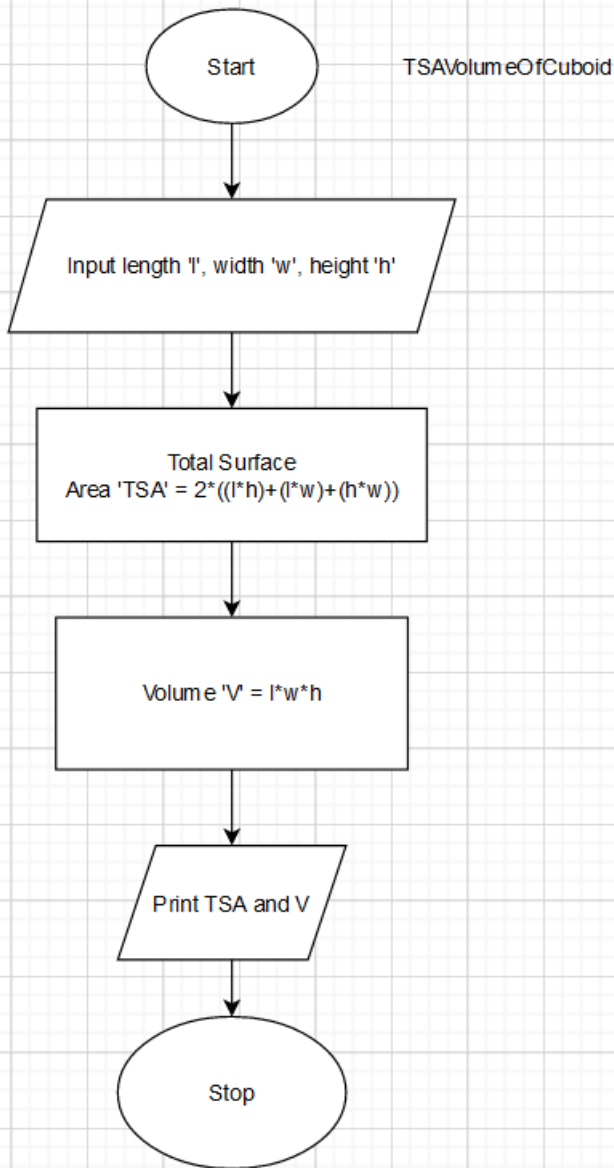 Start
TSAVolumeOfCuboid
Input length 'l', width 'w', height 'h'
Total Surface
Area 'TSA' = 2*((l*h)+(l*w)+(h*w))
Volume 'V' = l*w*h
Print TSA and V
Stop